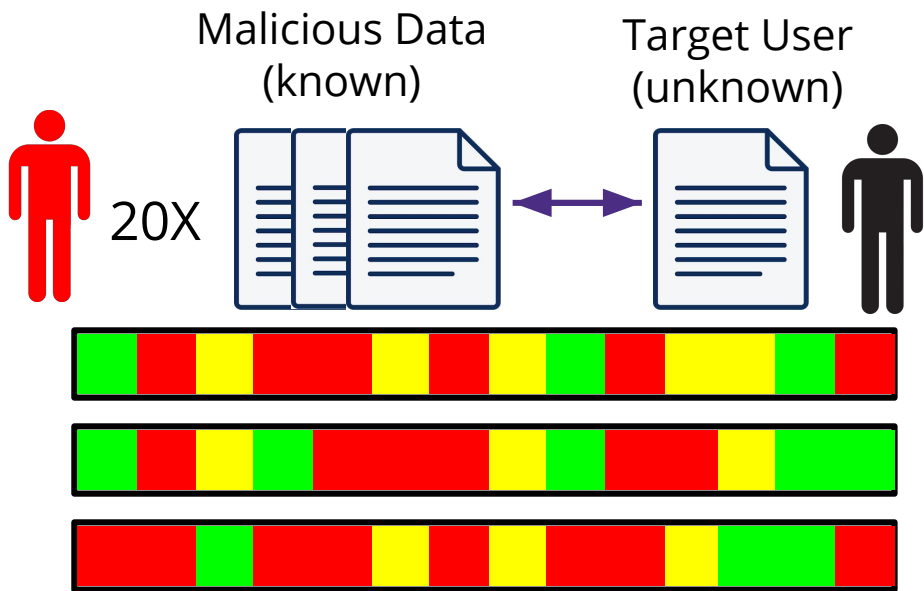 Malicious Data
(known)
Target User
(unknown)
20X